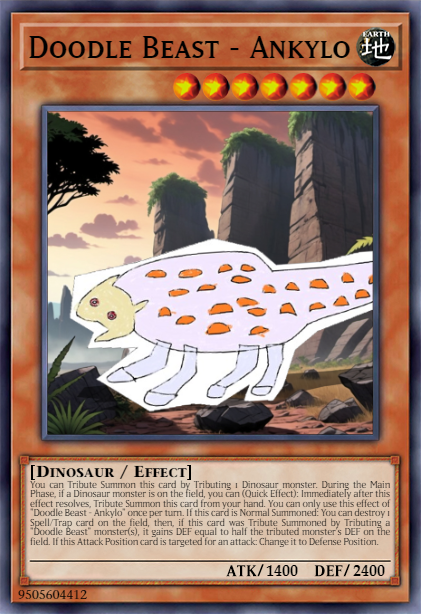 Doodle Beast - Ankylo
EARTH
地
[Dinosaur / Effect]
You can Tribute Summon this card by Tributing 1 Dinosaur monster. During the Main
Phase, if a Dinosaur monster is on the field, you can (Quick Effect): Immediately after this
effect resolves, Tribute Summon this card from your hand. You can only use this effect of
"Doodle Beast - Ankylo" once per turn. If this card is Normal Summoned: You can destroy 1
Spell/Trap card on the field, then, if this card was Tribute Summoned by Tributing a
"Doodle Beast" monster(s), it gains DEF equal to half the tributed monster's DEF on the
field. If this Attack Position card is targeted for an attack: Change it to Defense Position.
ATK/1400 DEF/2400
9505604412